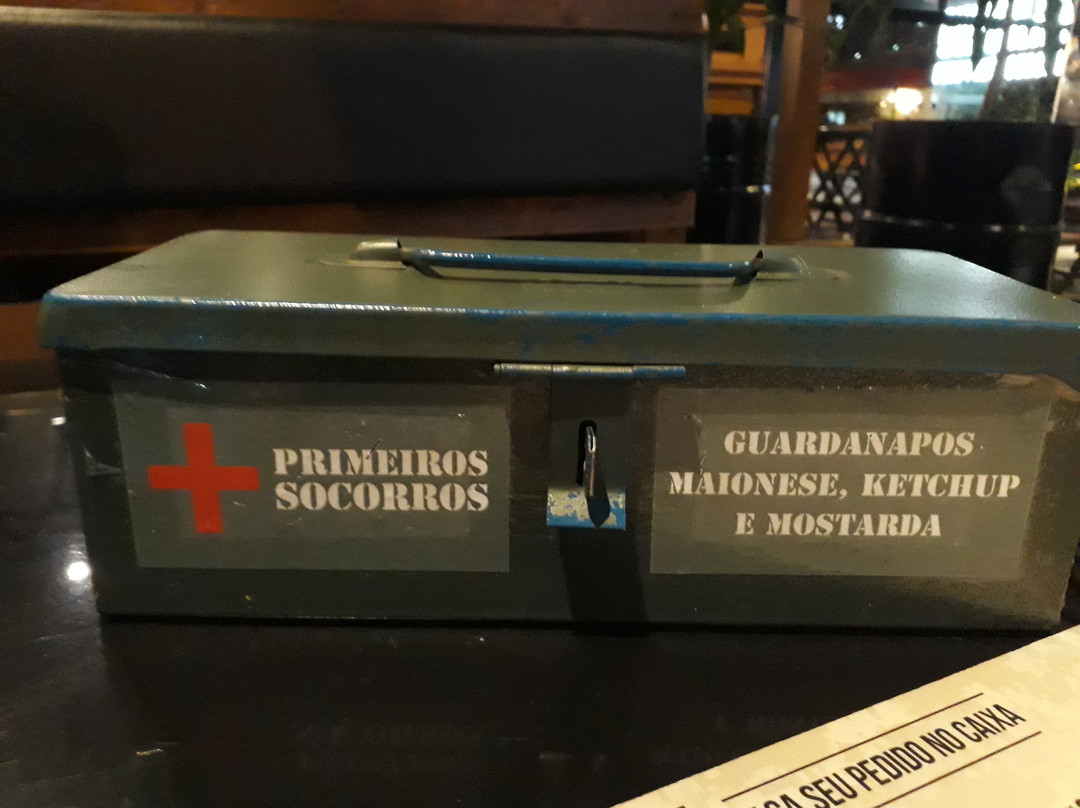 PRIMEIROS
SOCORROS
GUARDANAPOS
MAIONESE, KETCHUP
E MOSTARDA
SEU PEDIDO NO CAIXA